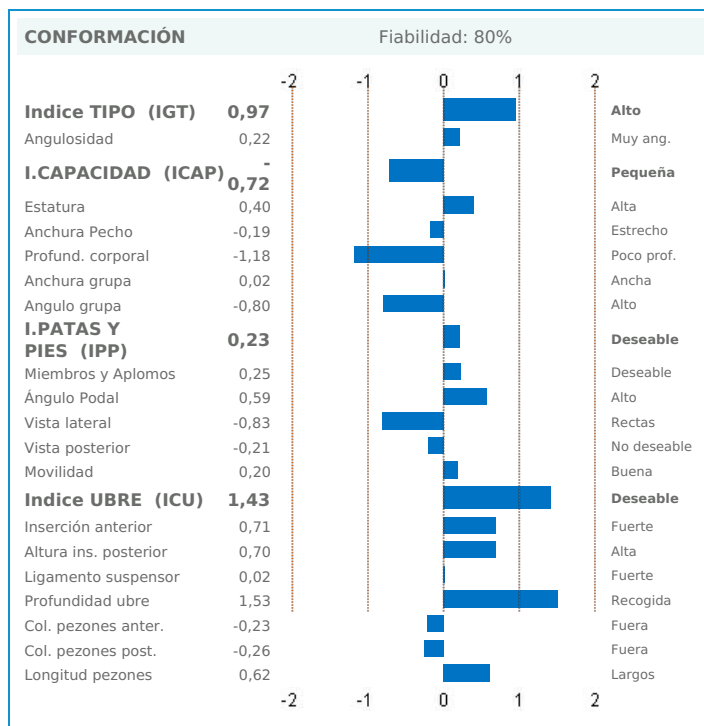 CONFORMACIÓN Fiabilidad: 80%
-2 -1 0 1 2
Indice TIPO (IGT) 0,97 Alto
Angulosidad 0,22 Muy ang.
I.CAPACIDAD (ICAP) -0,72 Pequeña
Estatura 0,40 Alta
Anchura Pecho -0,19 Estrecho
Profund. corporal -1,18 Poco prof.
Anchura grupa 0,02 Ancha
Angulo grupa -0,80 Alto
I.PATAS Y
PIES (IPP) 0,23 Deseable
Miembros y Aplomos 0,25 Deseable
Ángulo Podal 0,59 Alto
Vista lateral -0,83 Rectas
Vista posterior -0,21 No deseable
Movilidad 0,20 Buena
Indice UBRE (ICU) 1,43 Deseable
Inserción anterior 0,71 Fuerte
Altura ins. posterior 0,70 Alta
Ligamento suspensor 0,02 Fuerte
Profundidad ubre 1,53 Recogida
Col. pezones anter. -0,23 Fuera
Col. pezones post. -0,26 Fuera
Longitud pezones 0,62 Largos
-2 -1 0 1 2